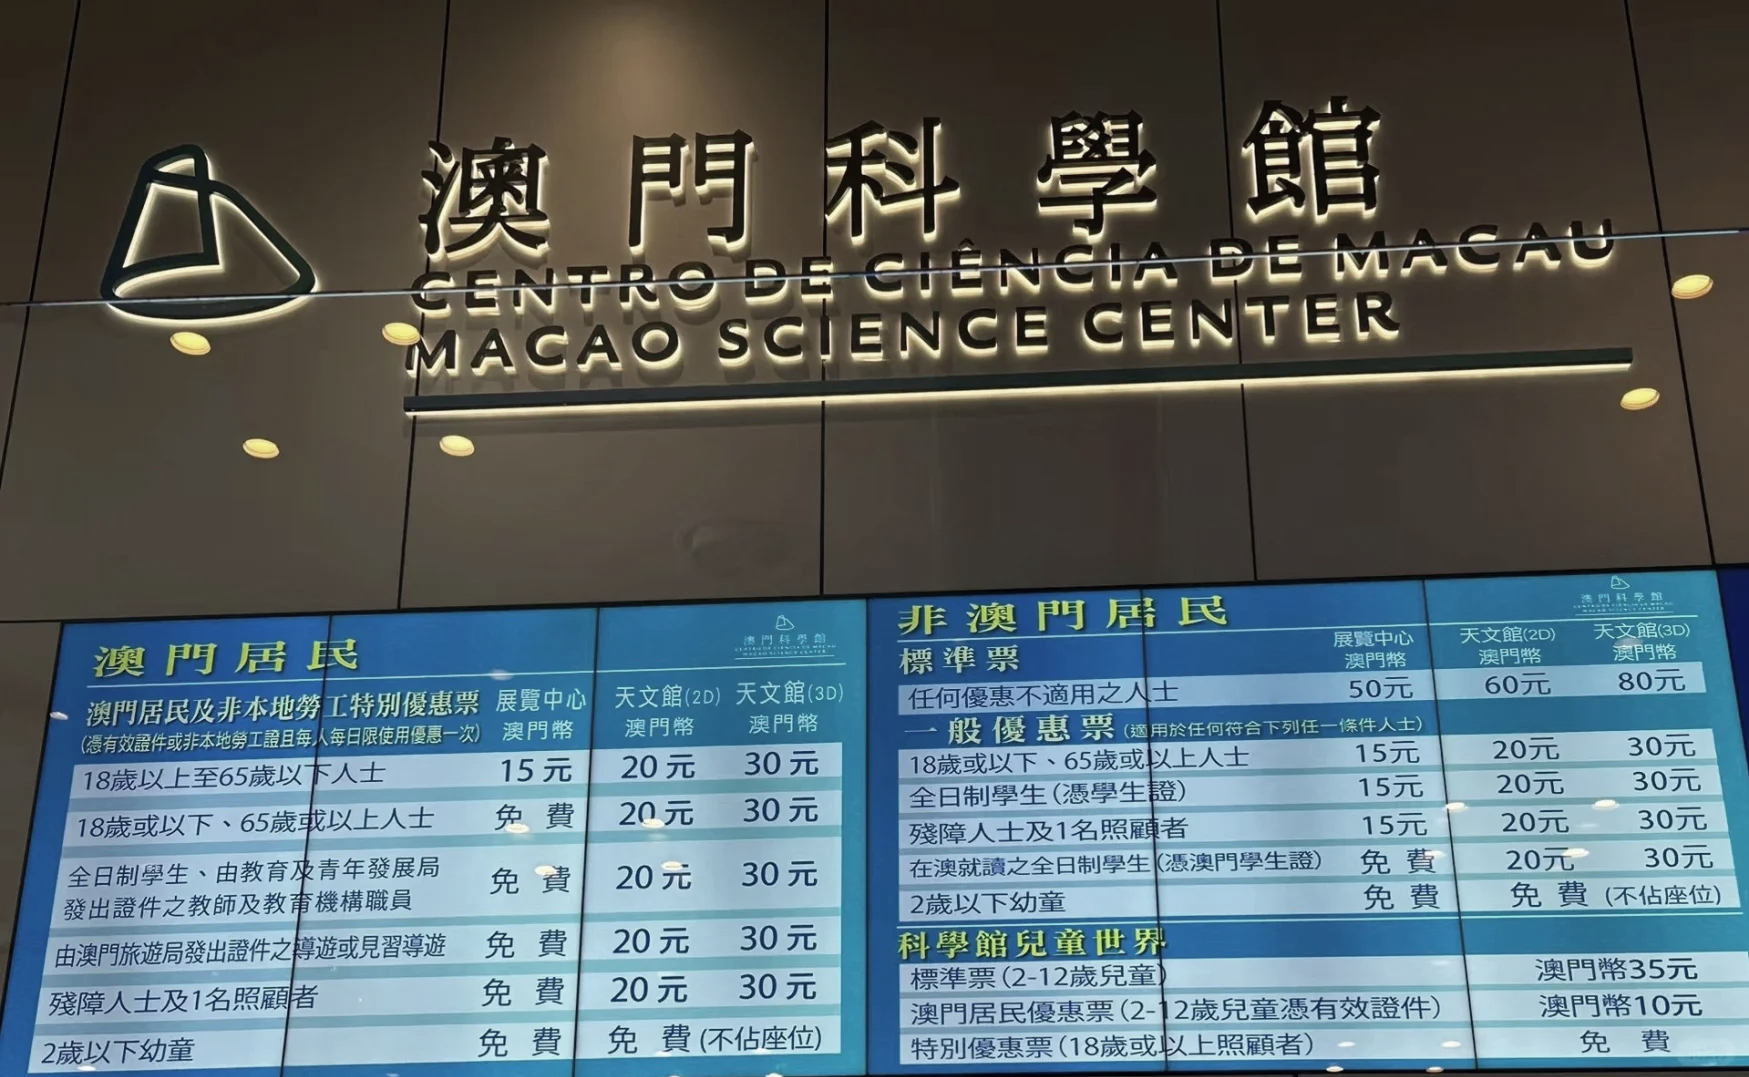 澳門科學館
CENTRO DE CIÊNCIA DE MACAU
MACAO SCIENCE CENTER
澳門居民
澳門科學館
澳門居民及非本地勞工特別優惠票 展覽中心 天文館(2D) 天文館(3D)
(憑有效證件或非本地勞工證且每人每日限使用優惠一次) 澳門幣 澳門幣 澳門幣
18歲以上至65歲以下人士 15元 20元 30元
18歲或以下、65歲或以上人士 免費 20元 30元
全日制學生、由教育及青年發展局
發出證件之教師及教育機構職員 免費 20元 30元
由澳門旅遊局發出證件之導遊或見習導遊 免費 20元 30元
殘障人士及1名照顧者 免費 20元 30元
2歲以下幼童 免費 免費(不佔座位)
非澳門居民
澳門科學館
標準票 展覽中心 天文館(2D) 天文館(3D)
澳門幣 澳門幣 澳門幣
任何優惠不適用之人士 50元 60元 80元
一般優惠票(適用於任何符合下列任一條件人士)
18歲或以下、65歲或以上人士 15元 20元 30元
全日制學生(憑學生證) 15元 20元 30元
殘障人士及1名照顧者 15元 20元 30元
在澳就讀之全日制學生(憑澳門學生證) 免費 20元 30元
2歲以下幼童 免費 免費(不佔座位)
科學館兒童世界
標準票(2-12歲兒童) 澳門幣35元
澳門居民優惠票(2-12歲兒童憑有效證件) 澳門幣10元
特別優惠票(18歲或以上照顧者) 免費